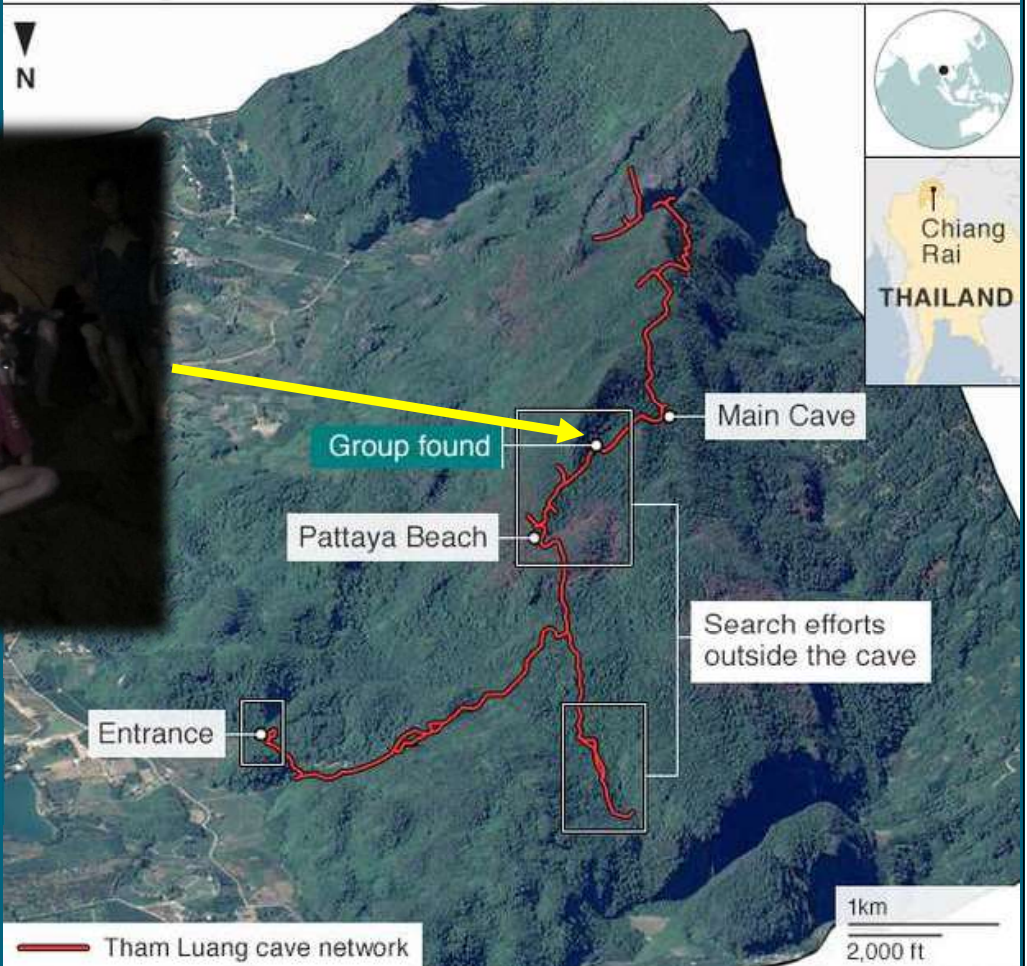 N
Chiang
Rai
THAILAND
Main Cave
Group found
Pattaya Beach
Search efforts
outside the cave
Entrance
1km
2,000 ft
Tham Luang cave network